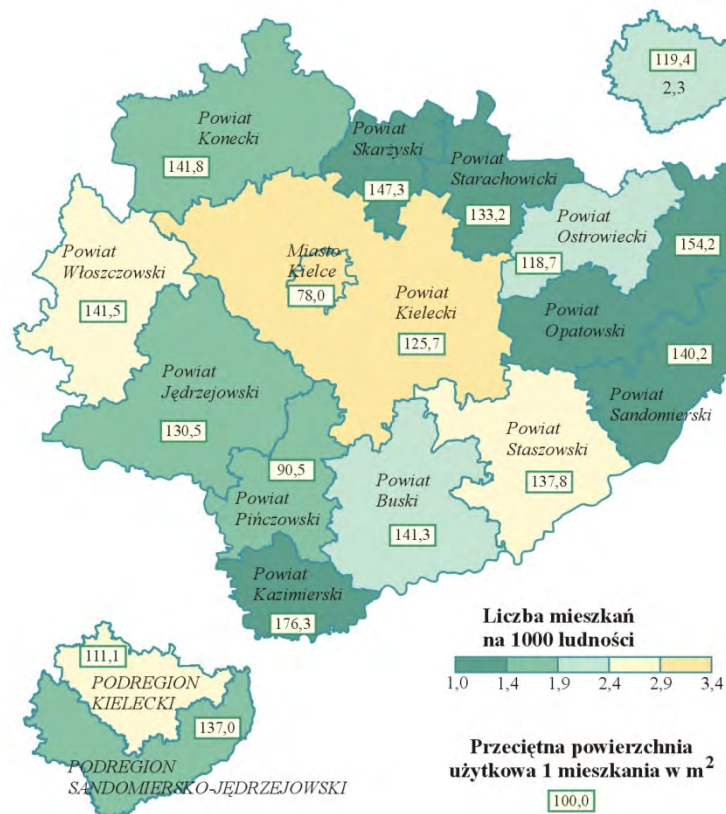 119,4
2,3
Powiat
Konecki
141,8
Powiat
Skarżyski
147,3
Powiat
Starachowicki
133,2
Powiat
Ostrowiecki
118,7
154,2
Powiat
Włoszczowski
141,5
Miasto
Kielce
78,0
Powiat
Kielecki
125,7
Powiat
Opatowski
140,2
Powiat
Sandomierski
Powiat
Jędrzejowski
130,5
Powiat
Staszowski
137,8
90,5
Powiat
Pińczowski
Powiat
Buski
141,3
Powiat
Kazimierski
176,3
111,1
PODREGION
KIELECKI
137,0
PODREGION
SANDOMIERSKO-JĘDRZEJOWSKI
Liczba mieszkań
na 1000 ludności
1,0 1,4 1,9 2,4 2,9 3,4
Przeciętna powierzchnia
użytkowa 1 mieszkania w m²
100,0